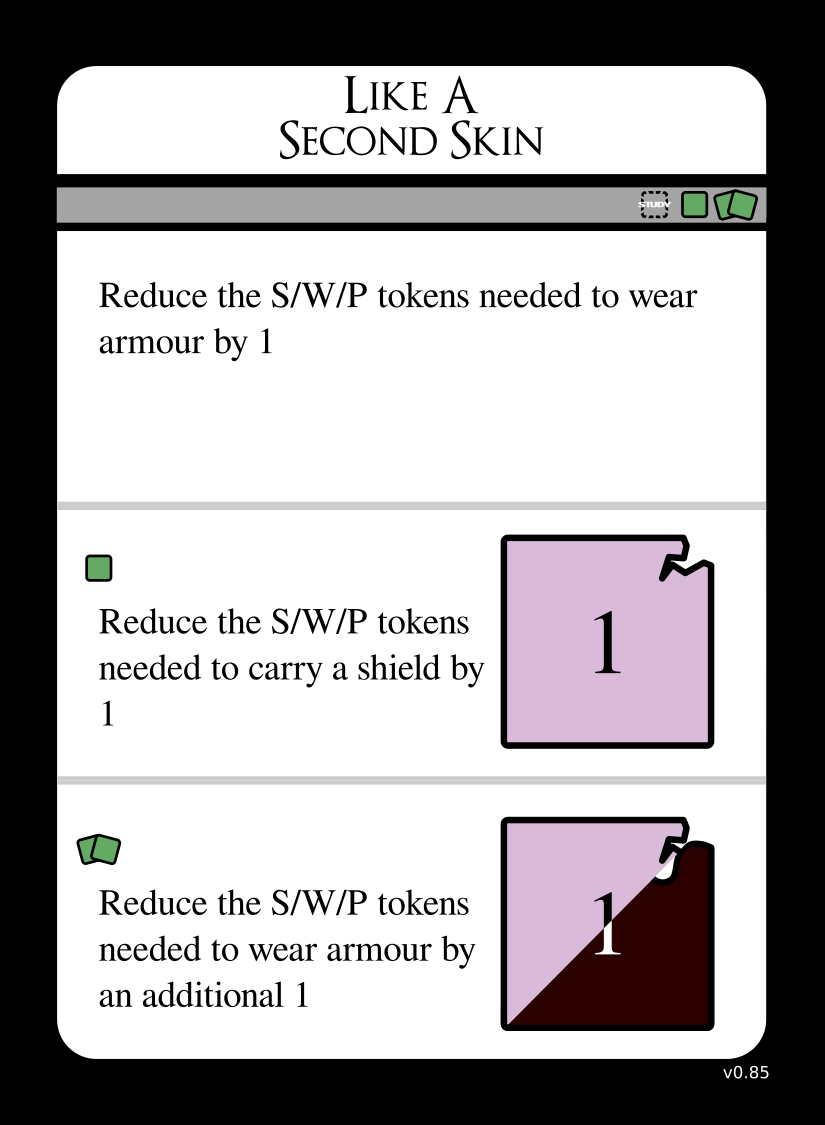 Like A
Second Skin
STUDY
Reduce the S/W/P tokens needed to wear
armour by 1
Reduce the S/W/P tokens
needed to carry a shield by
1
1
Reduce the S/W/P tokens
needed to wear armour by
an additional 1
1
v0.85